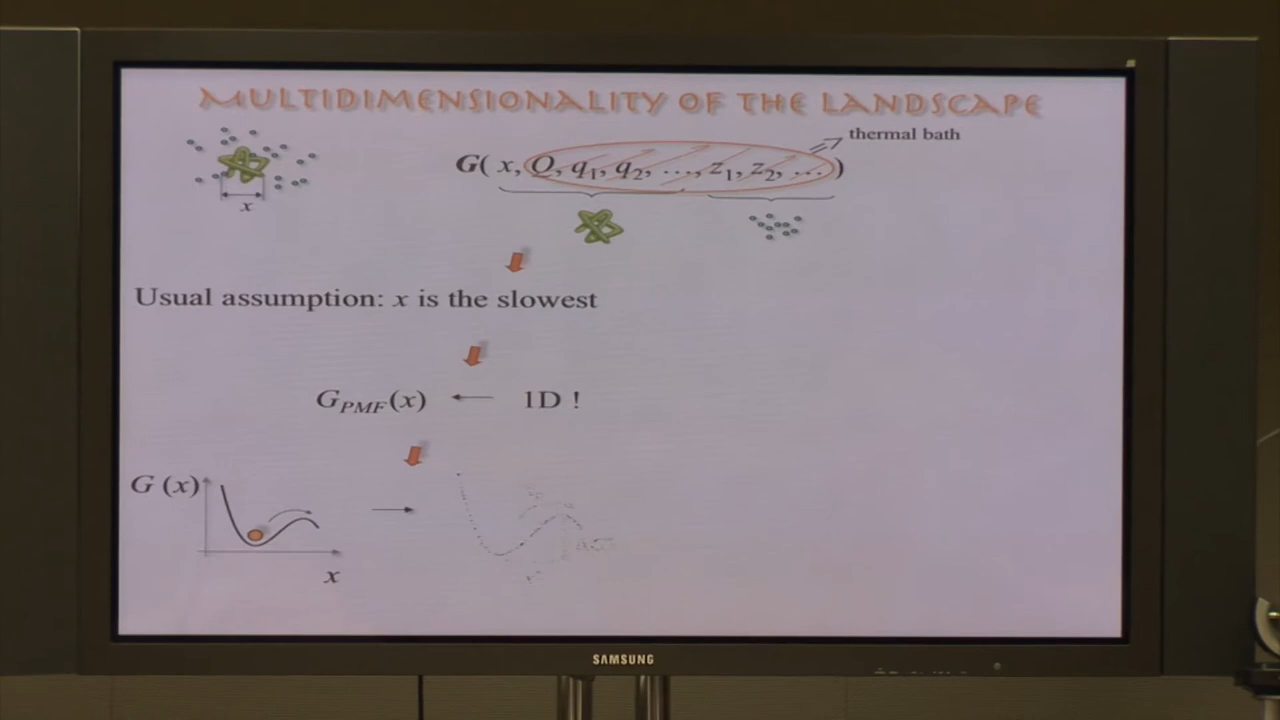 MULTIDIMENSIONALITY OF THE LANDSCAPE
thermal bath
G( x, Q, q1, q2, ..., z1, z2, ... )
x
Usual assumption: x is the slowest
GPMF(x) ← 1D !
G (x)
x
SAMSUNG